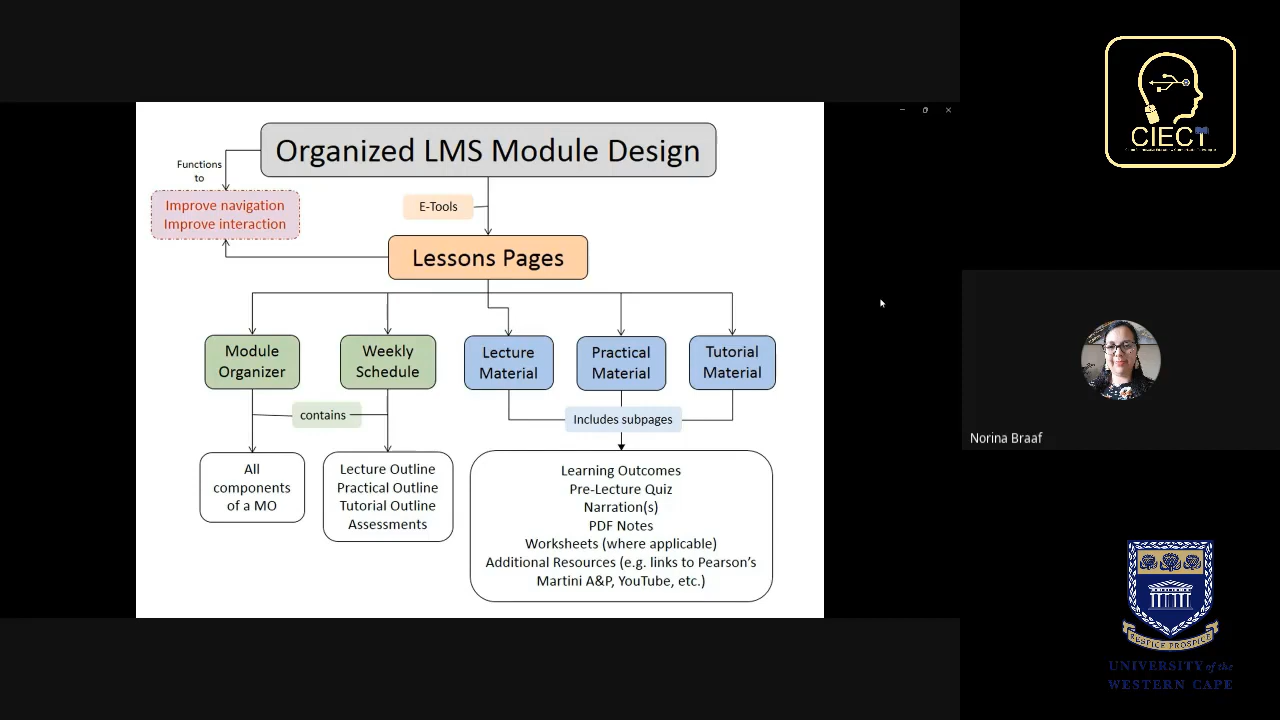 Organized LMS Module Design
Functions
to
Improve navigation
Improve interaction
E-Tools
Lessons Pages
Module
Organizer
Weekly
Schedule
Lecture
Material
Practical
Material
Tutorial
Material
contains
Includes subpages
All
components
of a MO
Lecture Outline
Practical Outline
Tutorial Outline
Assessments
Learning Outcomes
Pre-Lecture Quiz
Narration(s)
PDF Notes
Worksheets (where applicable)
Additional Resources (e.g. links to Pearson's
Martini A&P, YouTube, etc.)
CIECT
Norina Braaf
RESPICE PROSPICE
UNIVERSITY of the
WESTERN CAPE